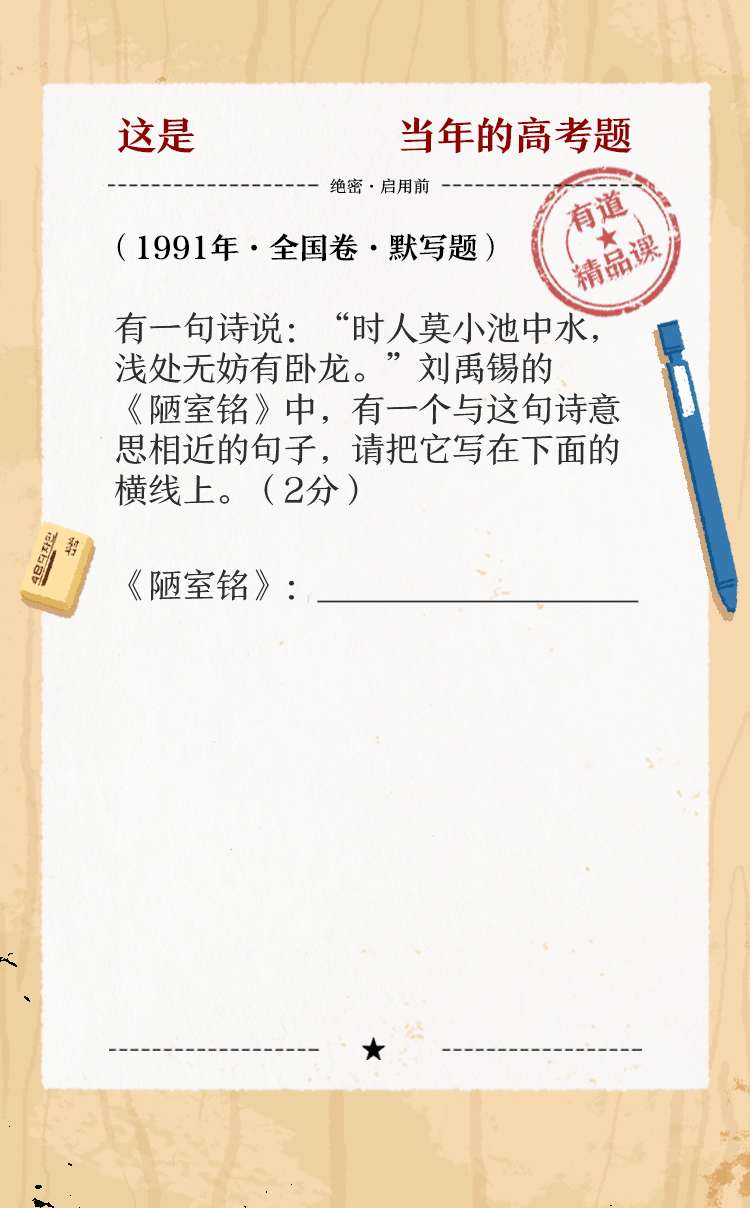 这是 当年的高考题
绝密·启用前
有道
精品课
（1991年·全国卷·默写题）
有一句诗说：“时人莫小池中水，
浅处无妨有卧龙。”刘禹锡的
《陋室铭》中，有一个与这句诗意
思相近的句子，请把它写在下面的
横线上。（2分）
《陋室铭》：